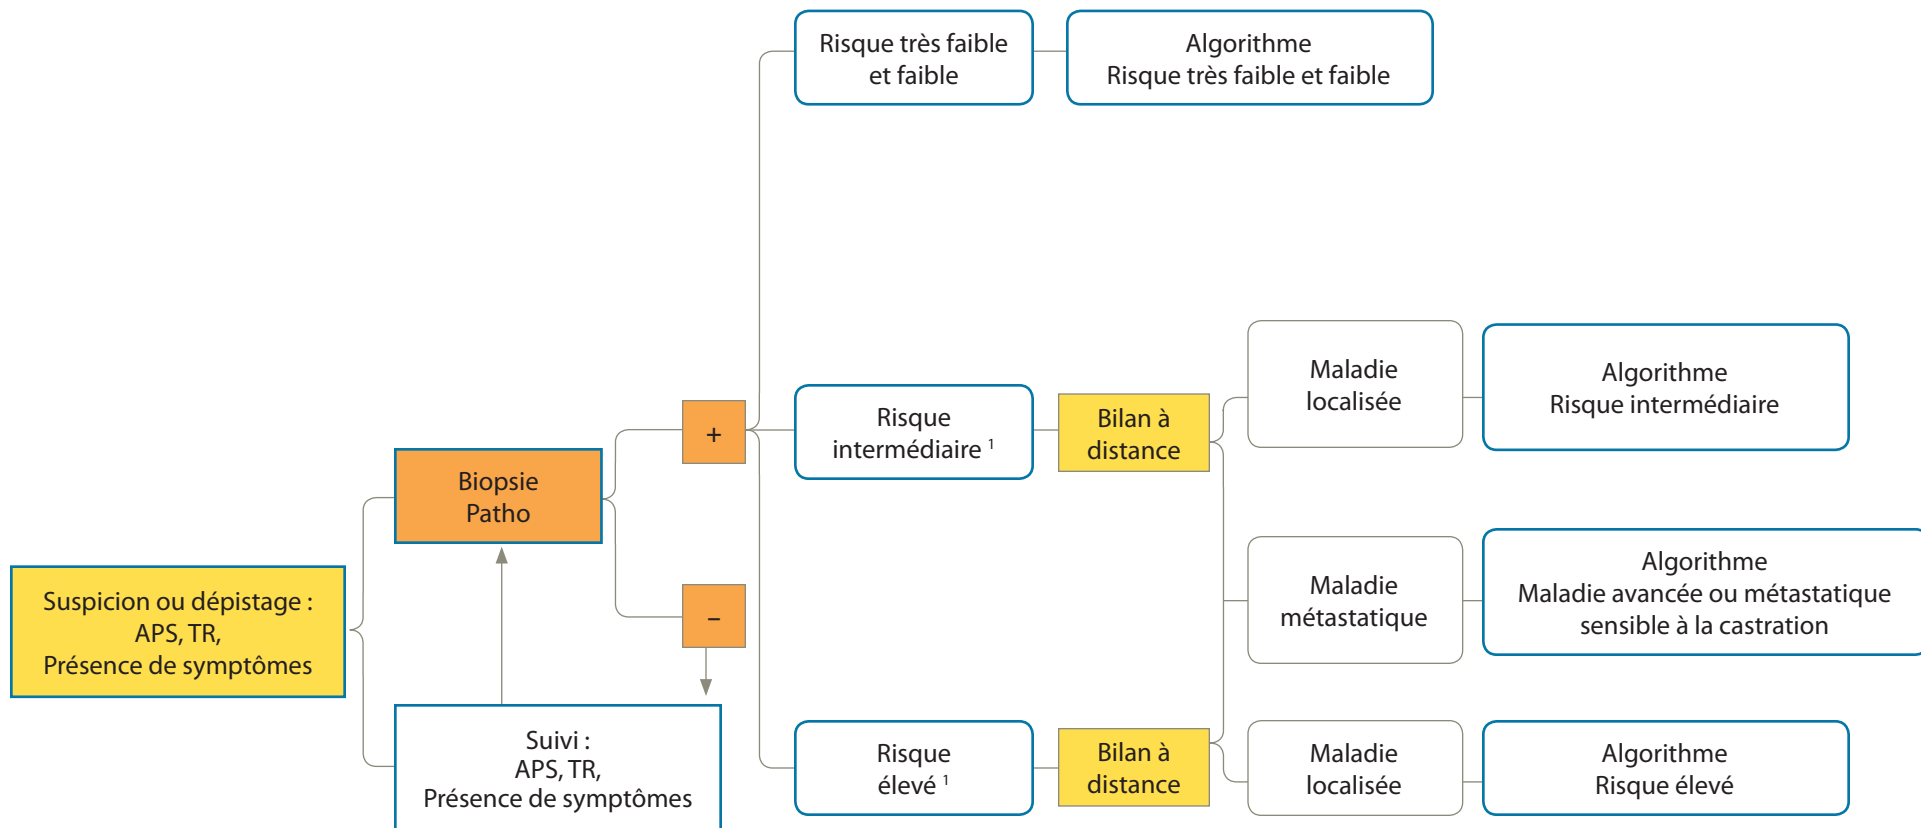 Risque très faible
et faible
Algorithme
Risque très faible et faible
Suspicion ou dépistage :
APS, TR,
Présence de symptômes
Biopsie
Patho
Suivi :
APS, TR,
Présence de symptômes
+
–
Risque
intermédiaire ¹
Bilan à
distance
Maladie
localisée
Algorithme
Risque intermédiaire
Maladie
métastatique
Algorithme
Maladie avancée ou métastatique
sensible à la castration
Risque
élevé ¹
Bilan à
distance
Maladie
localisée
Algorithme
Risque élevé